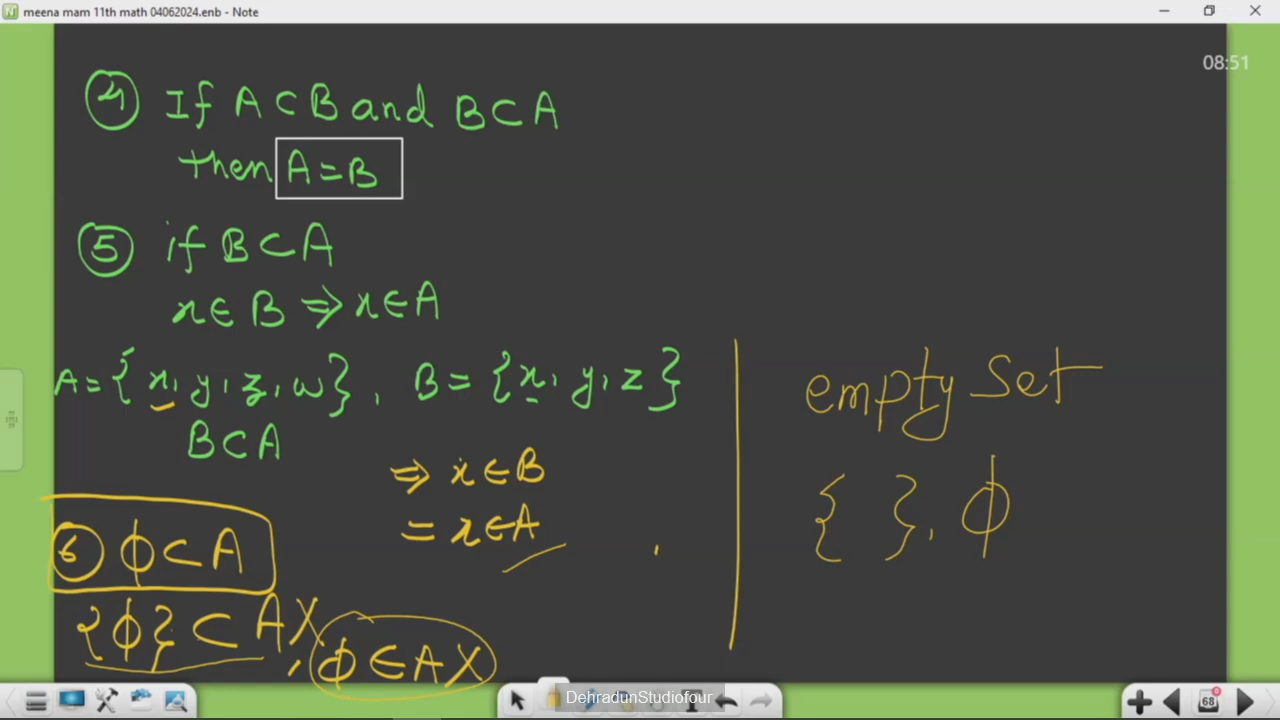 meena mam 11th math 04062024.enb - Note
08:51
④ If A ⊂ B and B ⊂ A
then A = B
⑤ if B ⊂ A
x ∈ B ⇒ x ∈ A
A = { x, y, z, w }, B = { x, y, z }
B ⊂ A
⇒ x ∈ B
= x ∈ A
⑥ ϕ ⊂ A
{ϕ} ⊂ A X, ϕ ∈ A X
empty Set
{ }, ϕ
DehradunStudiofour
68